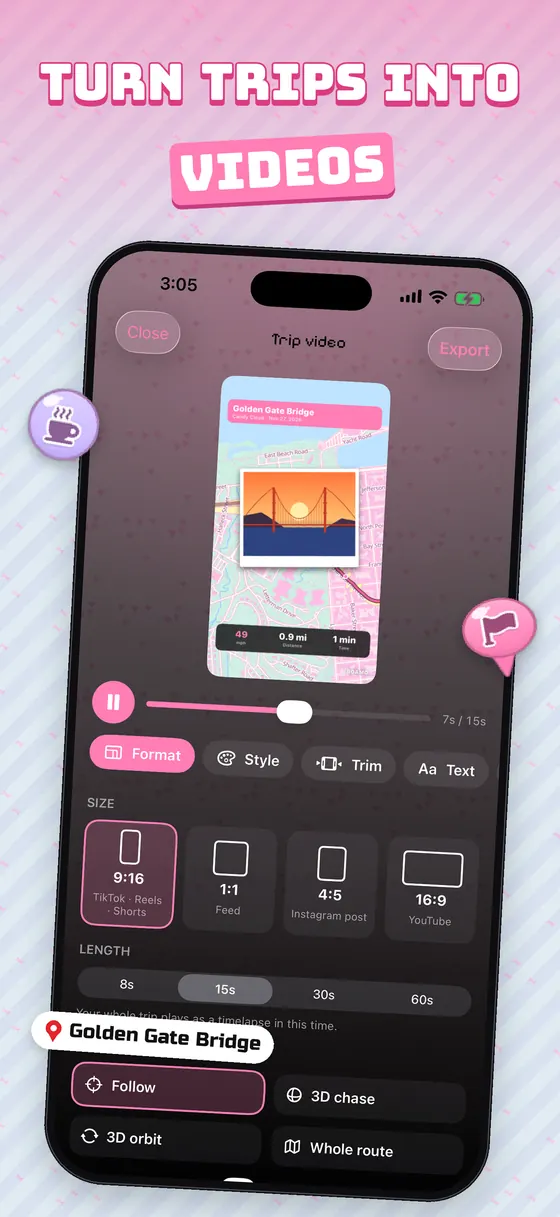 TURN TRIPS INTO
VIDEOS
3:05
Close
Trip video
Export
Golden Gate Bridge
East Beach Road
Yacht Road
49
mph
0.9 mi
Distance
1 min
Time
7s / 15s
Format
Style
Trim
Aa Text
SIZE
9:16
TikTok · Reels
· Shorts
1:1
Feed
4:5
Instagram post
16:9
YouTube
LENGTH
8s
15s
30s
60s
Your whole trip plays as a timelapse in this time.
Golden Gate Bridge
Follow
3D chase
3D orbit
Whole route